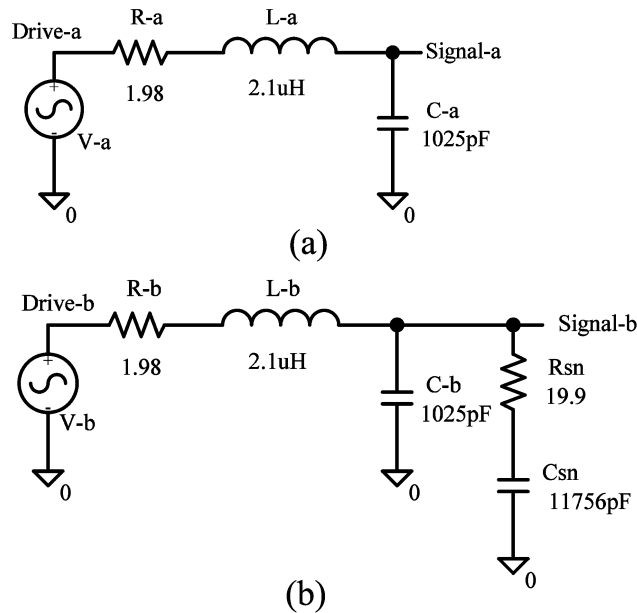 Drive-a
R-a
L-a
Signal-a
+
1.98
2.1uH
C-a
1025pF
-
V-a
0
0
(a)
Drive-b
R-b
L-b
Signal-b
+
1.98
2.1uH
Rsn
19.9
C-b
1025pF
-
V-b
Csn
11756pF
0
0
0
(b)